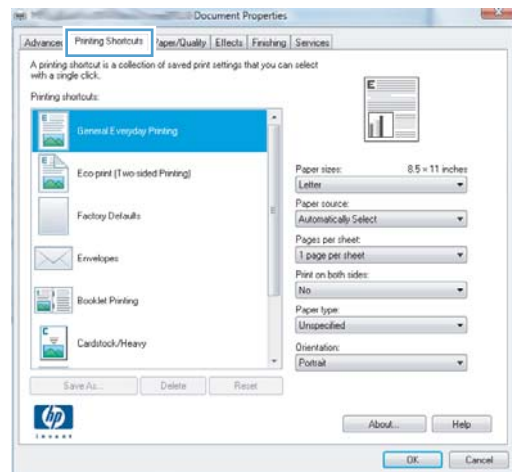 Document Properties
Advanced Printing Shortcuts Paper/Quality Effects Finishing Services
A printing shortcut is a collection of saved print settings that you can select
with a single click.
Printing shortcuts:
General Everyday Printing
Eco-print (Two-sided Printing)
Factory Defaults
Envelopes
Booklet Printing
Cardstock/Heavy
Save As... Delete Reset
E
Paper sizes: 8.5 × 11 inches
Letter
Paper source:
Automatically Select
Pages per sheet:
1 page per sheet
Print on both sides:
No
Paper type:
Unspecified
Orientation:
Portrait
hp
invent
About... Help
OK Cancel